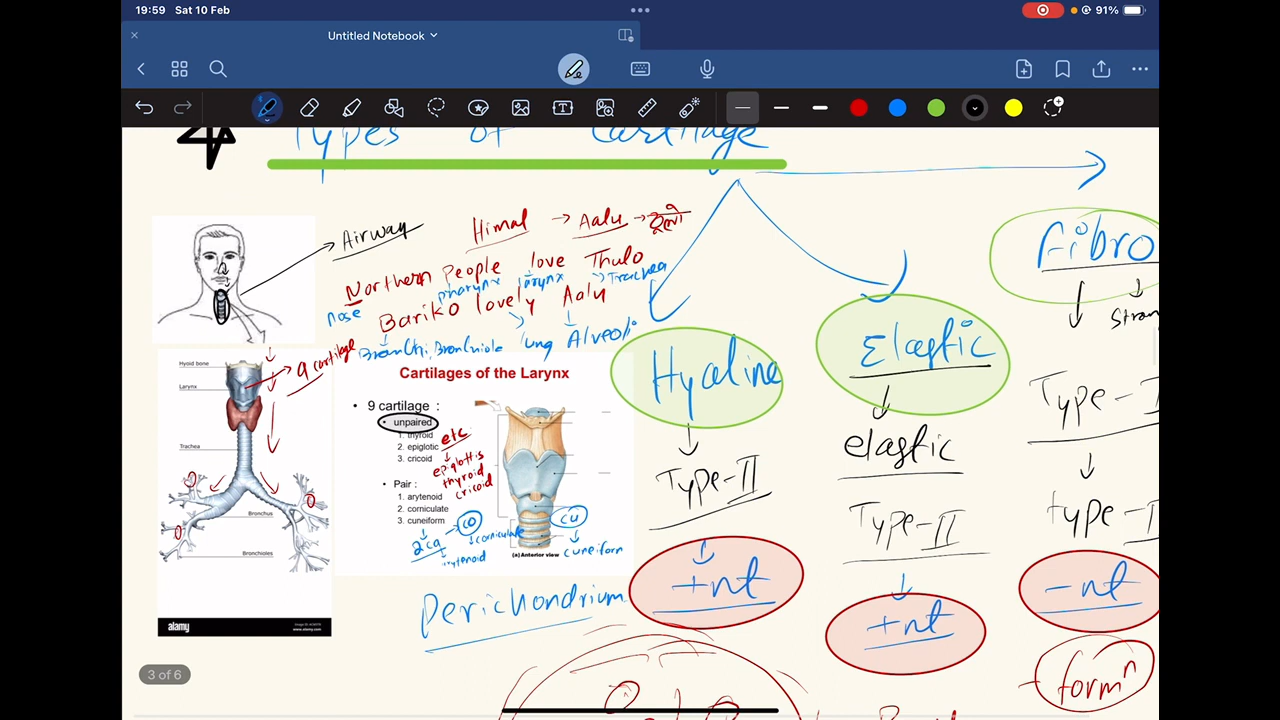 19:59 Sat 10 Feb
91%
Untitled Notebook
Types of Cartilage
Airway
Himal → Aalu →
Northern People love Thulo
nose pharynx larynx Trachea
Bariko lovely Aalu
Bronchi, Bronchiole lung Alveoli
9 cartilage
Hyoid bone
Larynx
Trachea
Bronchus
Bronchioles
alamy
Cartilages of the Larynx
• 9 cartilage :
• unpaired
1. thyroid
2. epiglotic
3. cricoid
etc
epiglottis
thyroid
cricoid
• Pair :
1. arytenoid
2. corniculate
3. cuneiform
co
corniculate
cu
cuneiform
(a) Anterior view
Perichondrium
Hyaline
Type-II
+nt
Elastic
elastic
Type-II
+nt
Fibro
Stron
Type-I
type-I
-nt
formⁿ
3 of 6